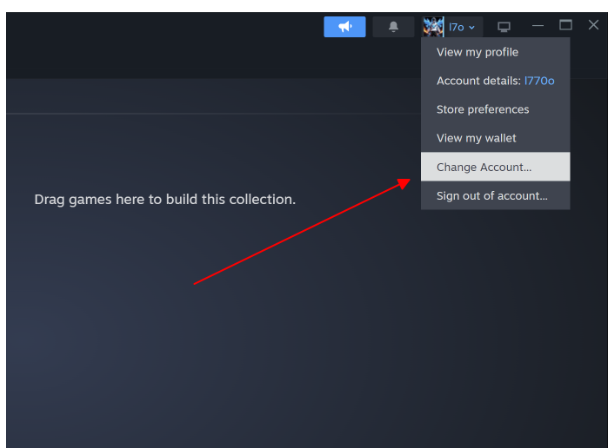 l7o
View my profile
Account details: l770o
Store preferences
View my wallet
Change Account...
Drag games here to build this collection.
Sign out of account...